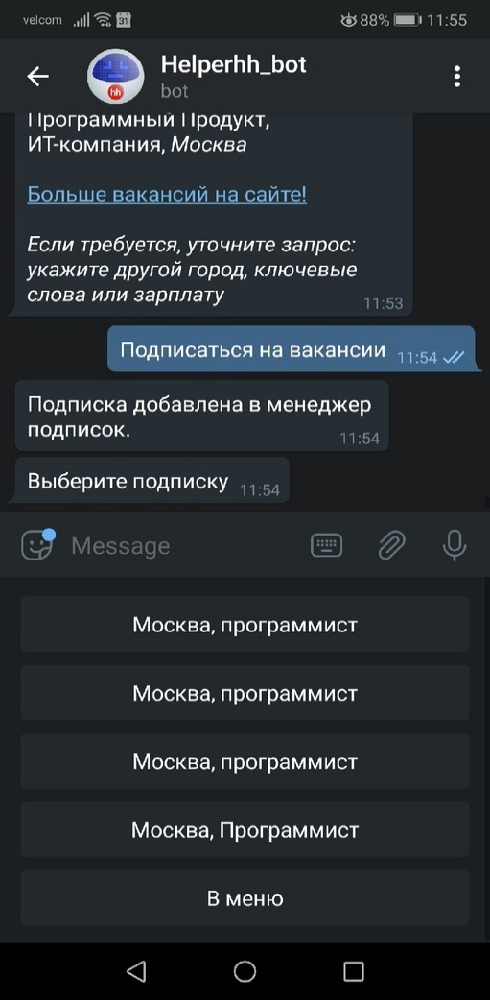 velcom 31 88% 11:55
Helperhh_bot
hh
bot
Программный Продукт,
ИТ-компания, Москва
Больше вакансий на сайте!
Если требуется, уточните запрос:
укажите другой город, ключевые
слова или зарплату
11:53
Подписаться на вакансии 11:54
Подписка добавлена в менеджер
подписок.
11:54
Выберите подписку 11:54
Message
Москва, программист
Москва, программист
Москва, программист
Москва, Программист
В меню